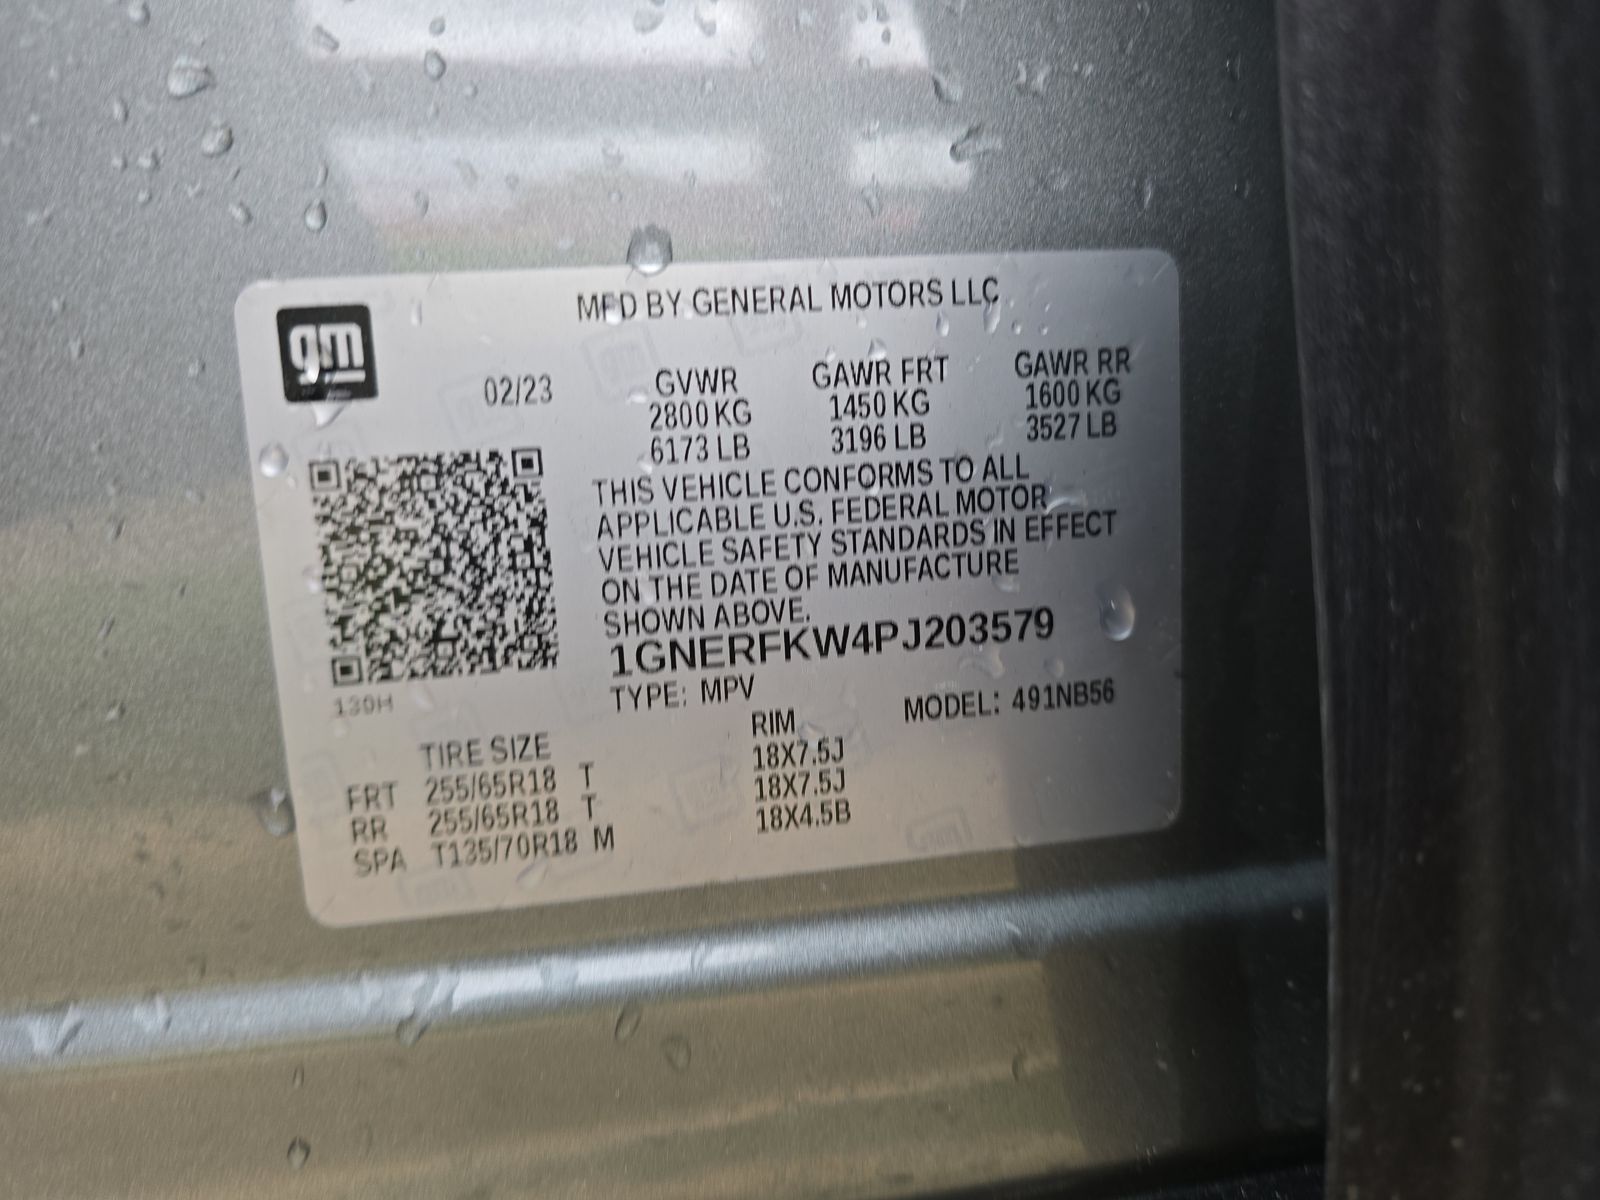 gm
MFD BY GENERAL MOTORS LLC
02/23
GVWR GAWR FRT GAWR RR
2800 KG 1450 KG 1600 KG
6173 LB 3196 LB 3527 LB
THIS VEHICLE CONFORMS TO ALL
APPLICABLE U.S. FEDERAL MOTOR
VEHICLE SAFETY STANDARDS IN EFFECT
ON THE DATE OF MANUFACTURE
SHOWN ABOVE.
1GNERFKW4PJ203579
139H
TYPE: MPV MODEL: 491NB56
TIRE SIZE RIM
FRT 255/65R18 T 18X7.5J
RR 255/65R18 T 18X7.5J
SPA T135/70R18 M 18X4.5B